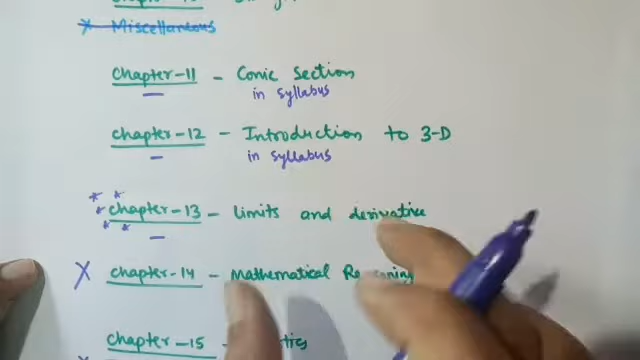 Miscellaneous
Chapter-11 - Conic Section
in syllabus
Chapter-12 - Introduction to 3-D
in syllabus
Chapter-13 - Limits and derivative
X Chapter-14 - Mathematical Reasoning
Chapter-15 -